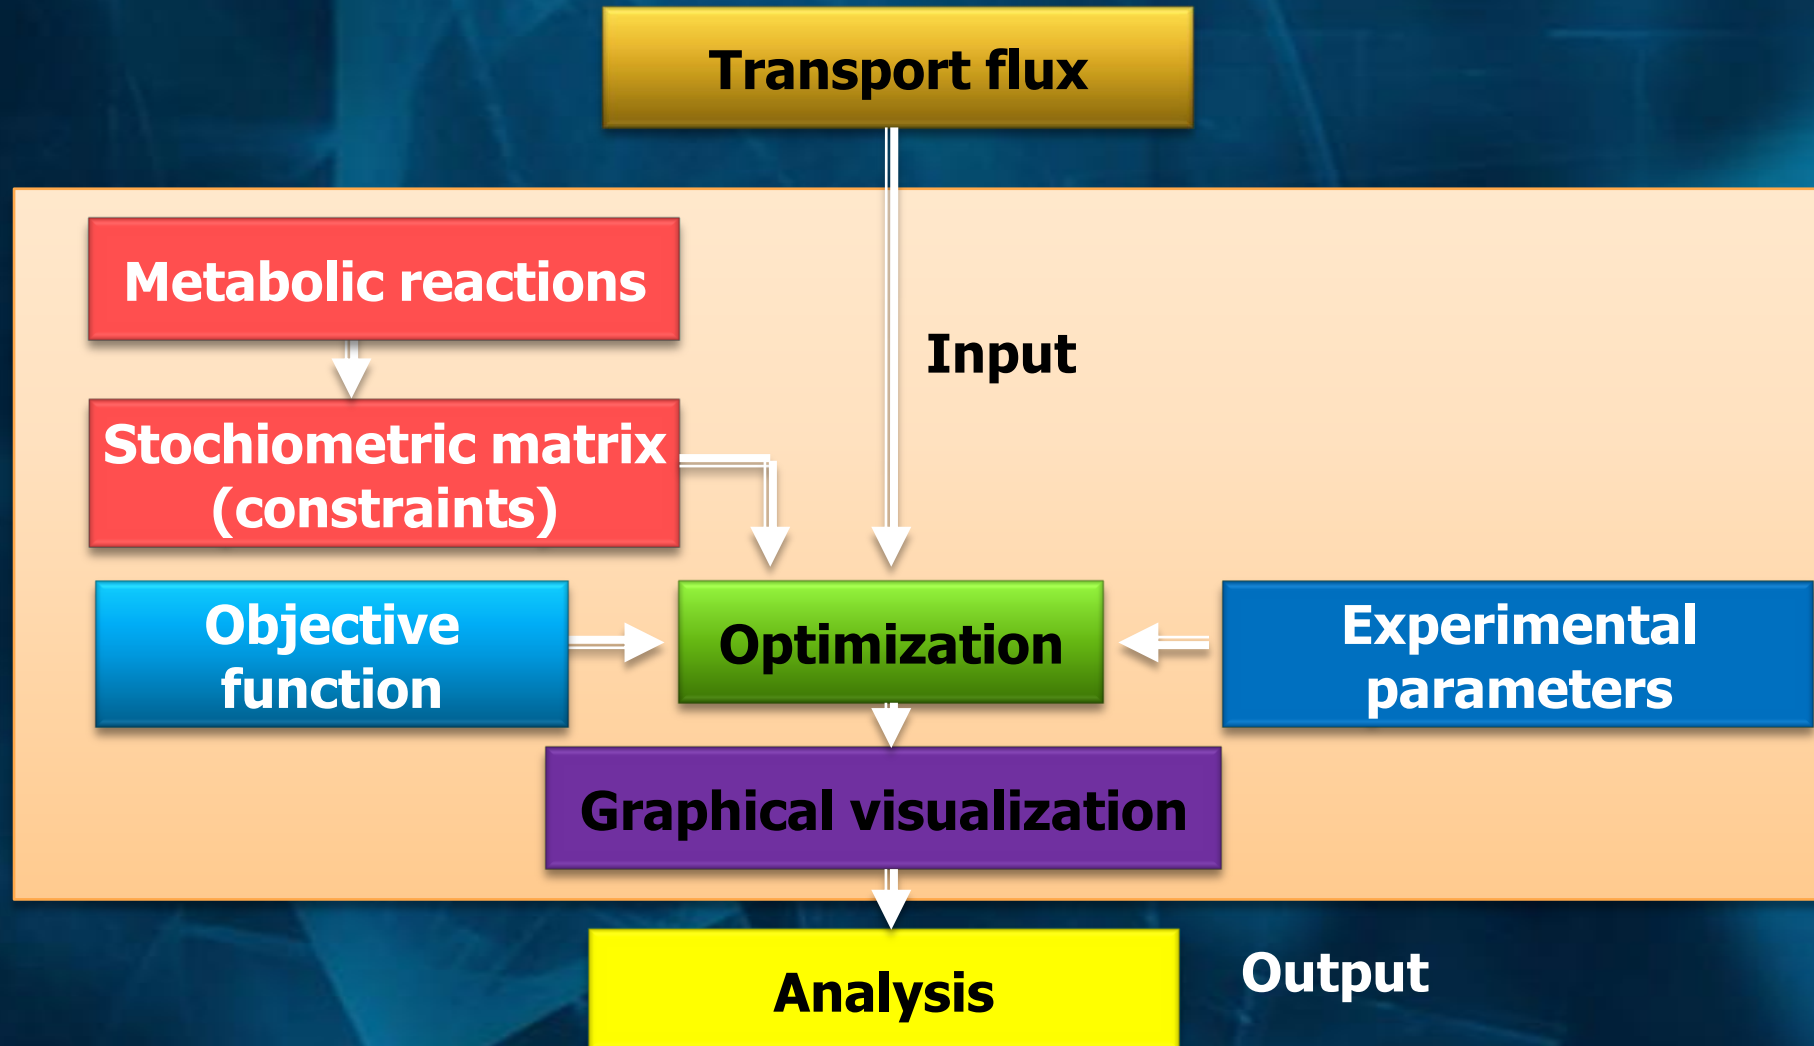 Transport flux
Metabolic reactions
Input
Stochiometric matrix
(constraints)
Objective
function
Optimization
Experimental
parameters
Graphical visualization
Analysis
Output